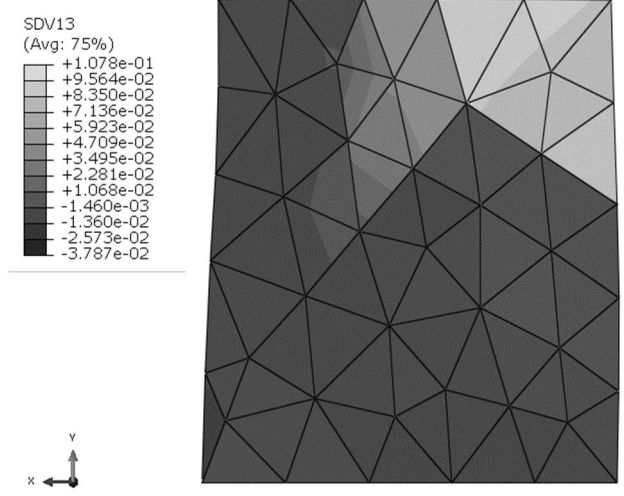 SDV13
(Avg: 75%)
+1.078e-01
+9.564e-02
+8.350e-02
+7.136e-02
+5.923e-02
+4.709e-02
+3.495e-02
+2.281e-02
+1.068e-02
-1.460e-03
-1.360e-02
-2.573e-02
-3.787e-02
Y
X